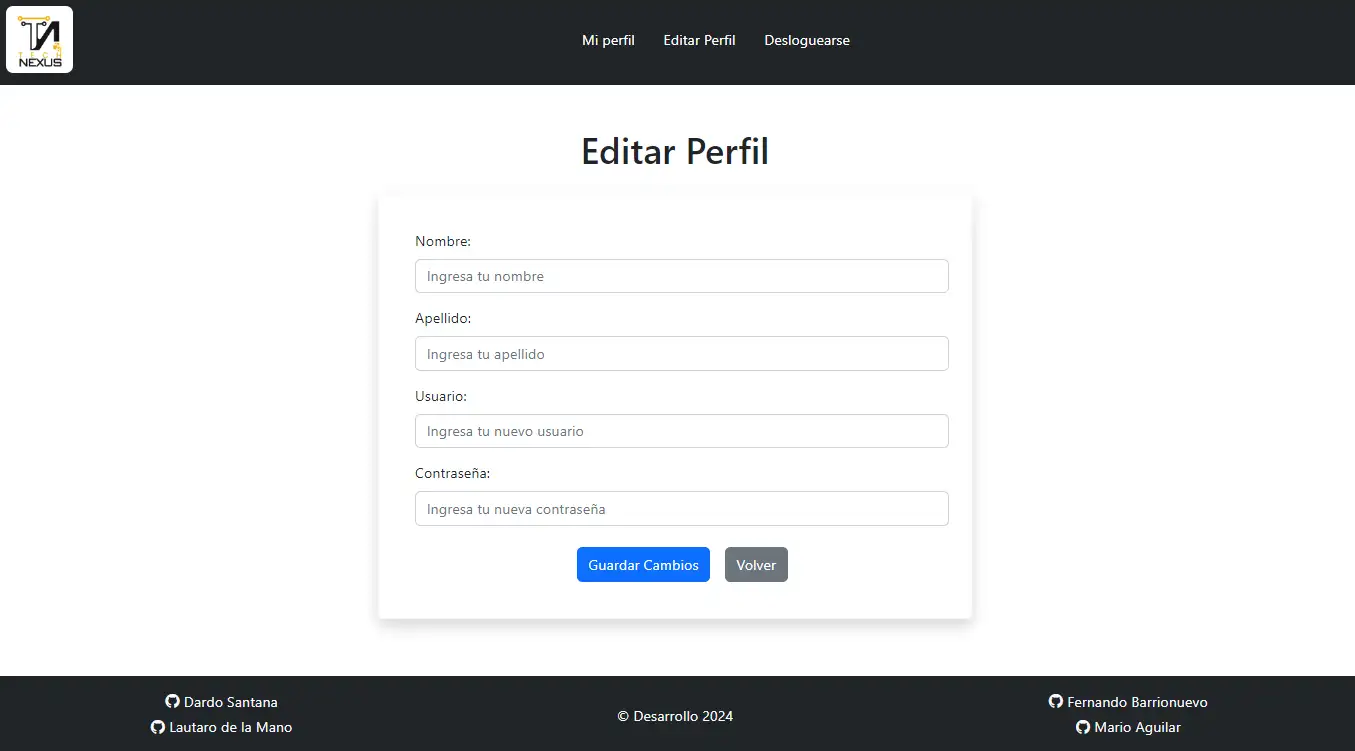 TN
TECH
NEXUS
Mi perfil Editar Perfil Desloguearse
Editar Perfil
Nombre:
Ingresa tu nombre
Apellido:
Ingresa tu apellido
Usuario:
Ingresa tu nuevo usuario
Contraseña:
Ingresa tu nueva contraseña
Guardar Cambios Volver
Dardo Santana
Lautaro de la Mano
© Desarrollo 2024
Fernando Barrionuevo
Mario Aguilar